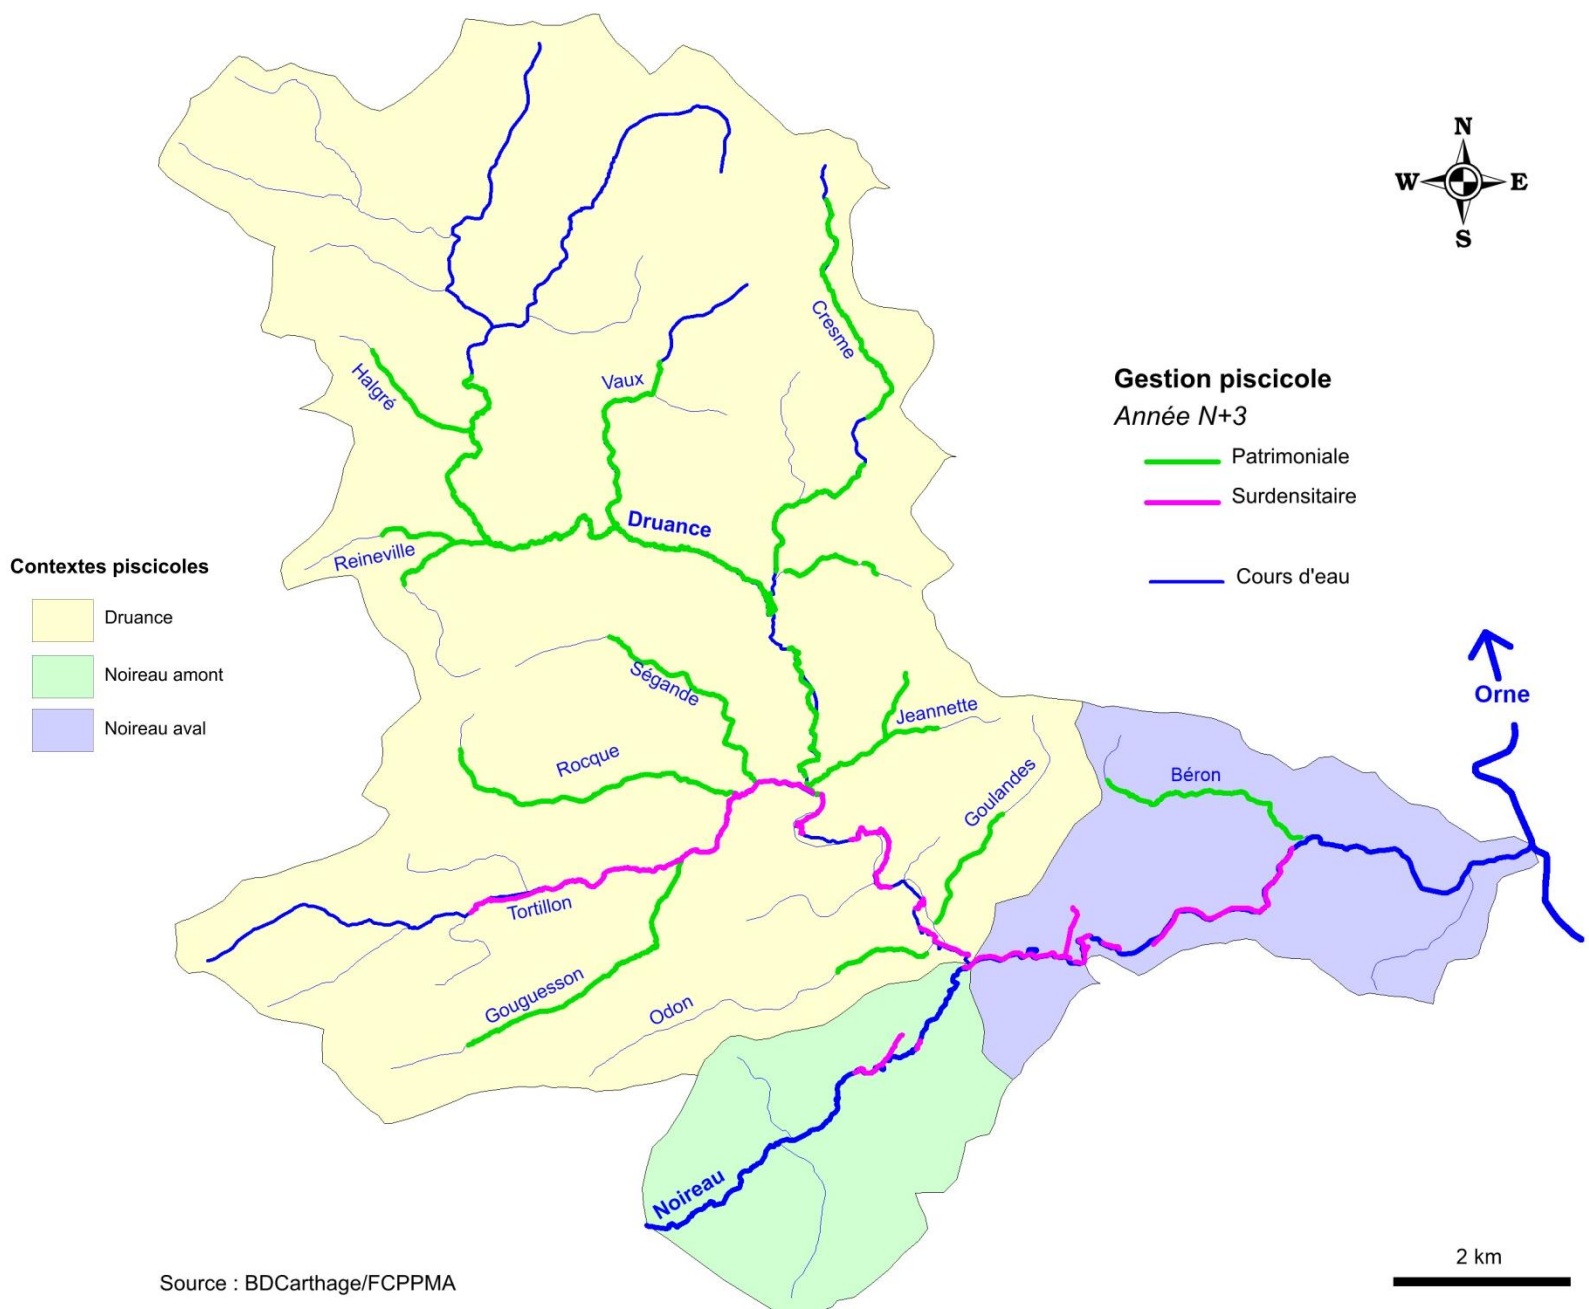 N
W
E
S
Gestion piscicole
Année N+3
Patrimoniale
Surdensitaire
Cours d'eau
Contextes piscicoles
Druance
Noireau amont
Noireau aval
Halgré
Vaux
Cresme
Druance
Reineville
Ségande
Jeannette
Rocque
Goulandes
Béron
Orne
Tortillon
Gouguesson
Odon
Noireau
Source : BDCarthage/FCPPMA
2 km